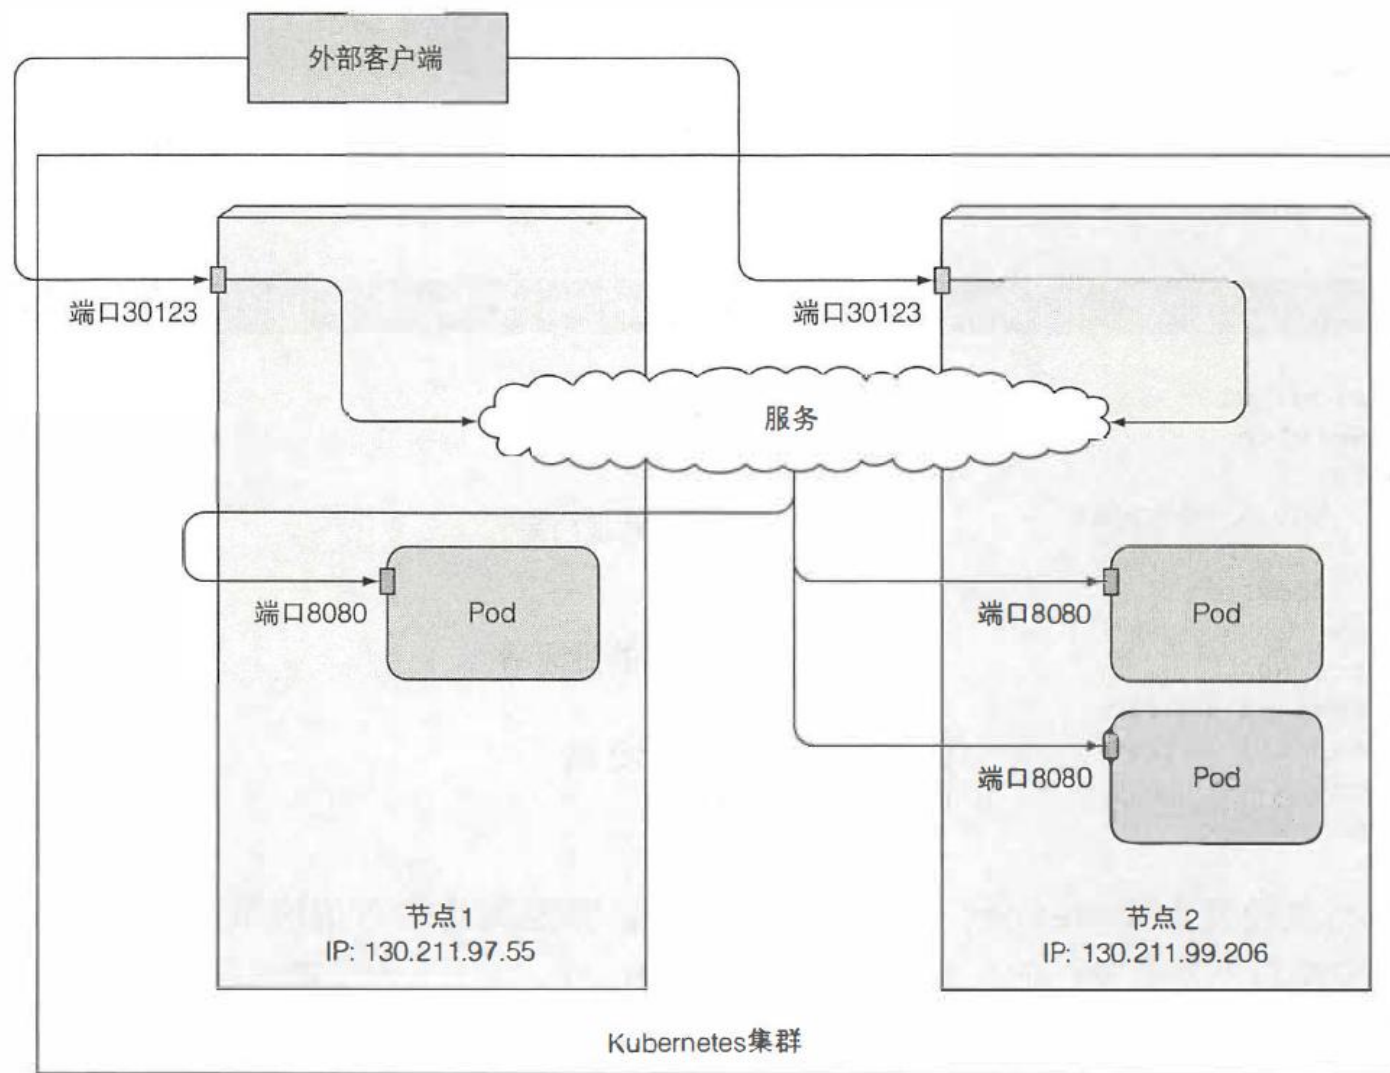 外部客户端
端口30123
端口30123
服务
端口8080
Pod
端口8080
Pod
端口8080
Pod
节点1
IP: 130.211.97.55
节点 2
IP: 130.211.99.206
Kubernetes集群